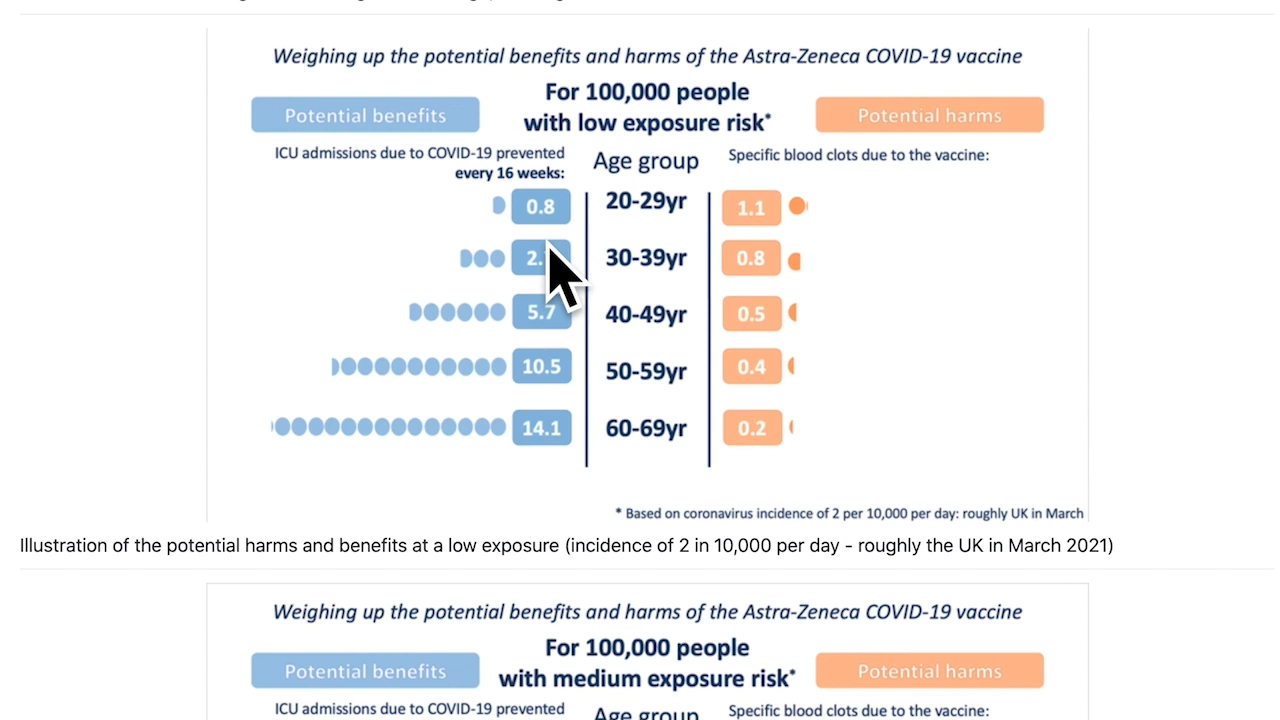 Weighing up the potential benefits and harms of the Astra-Zeneca COVID-19 vaccine
For 100,000 people
with low exposure risk*
Potential benefits
Potential harms
ICU admissions due to COVID-19 prevented
every 16 weeks:
Age group
Specific blood clots due to the vaccine:
0.8 20-29yr 1.1
30-39yr 0.8
5.7 40-49yr 0.5
10.5 50-59yr 0.4
14.1 60-69yr 0.2
* Based on coronavirus incidence of 2 per 10,000 per day: roughly UK in March
Illustration of the potential harms and benefits at a low exposure (incidence of 2 in 10,000 per day - roughly the UK in March 2021)
Weighing up the potential benefits and harms of the Astra-Zeneca COVID-19 vaccine
For 100,000 people
with medium exposure risk*
Potential benefits
Potential harms
ICU admissions due to COVID-19 prevented
Age group
Specific blood clots due to the vaccine: